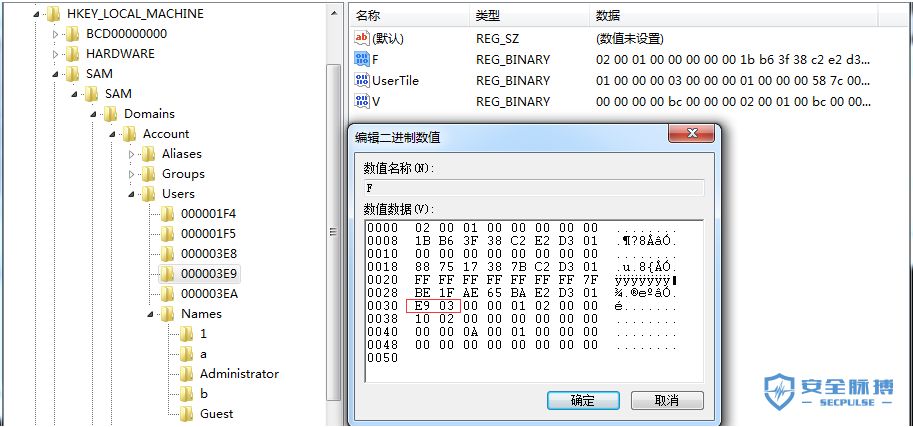 HKEY_LOCAL_MACHINE
BCD00000000
HARDWARE
SAM
SAM
Domains
Account
Aliases
Groups
Users
000001F4
000001F5
000003E8
000003E9
000003EA
Names
1
a
Administrator
b
Guest
名称 类型 数据
ab (默认) REG_SZ (数值未设置)
F REG_BINARY 02 00 01 00 00 00 00 00 1b b6 3f 38 c2 e2 d3...
UserTile REG_BINARY 01 00 00 00 03 00 00 00 01 00 00 00 58 7c 00...
V REG_BINARY 00 00 00 00 bc 00 00 00 02 00 01 00 bc 00 00...
编辑二进制数值
数值名称(N):
F
数值数据(V):
0000 02 00 01 00 00 00 00 00 ........
0008 1B B6 3F 38 C2 E2 D3 01 .¶?8ÂâÓ.
0010 00 00 00 00 00 00 00 00 ........
0018 88 75 17 38 7B C2 D3 01 .u.8{ÂÓ.
0020 FF FF FF FF FF FF FF 7F ÿÿÿÿÿÿÿ
0028 BE 1F AE 65 BA E2 D3 01 ¾.®eºâÓ.
0030 E9 03 00 00 01 02 00 00 é.......
0038 10 02 00 00 00 00 00 00 ........
0040 00 00 0A 00 01 00 00 00 ........
0048 00 00 00 00 00 00 00 00 ........
0050
确定 取消
安全脉搏
SECPULSE